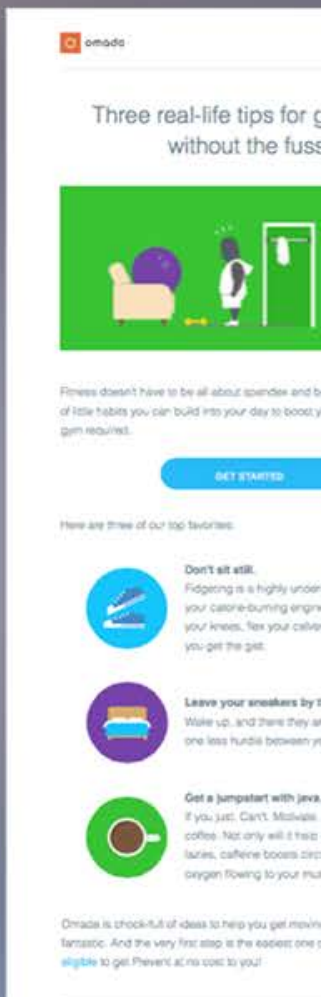 omada
Three real-life tips for g
without the fuss
Fitness doesn't have to be all about spandex and b
of little habits you can build into your day to boost y
gym required.
GET STARTED
Here are three of our top favorites:
Don't sit still.
Fidgeting is a highly under
your calorie-burning engine
your knees, flex your calves
you get the gist.
Leave your sneakers by t
Wake up, and there they ar
one less hurdle between yo
Get a jumpstart with java.
If you just. Can't. Motivate.
coffee. Not only will it help
lazies, caffeine boosts circ
oxygen flowing to your mus
Omada is chock-full of ideas to help you get moving
fantastic. And the very first step is the easiest one
eligible to get Prevent at no cost to you!